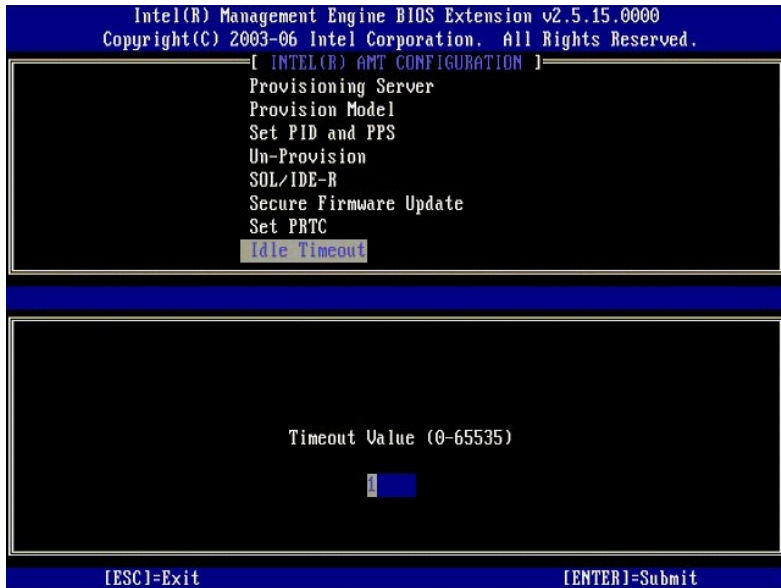 Intel(R) Management Engine BIOS Extension v2.5.15.0000
Copyright(C) 2003-06 Intel Corporation. All Rights Reserved.
[ INTEL(R) AMT CONFIGURATION ]
Provisioning Server
Provision Model
Set PID and PPS
Un-Provision
SOL/IDE-R
Secure Firmware Update
Set PRTC
Idle Timeout
Timeout Value (0-65535)
1
[ESC]=Exit [ENTER]=Submit